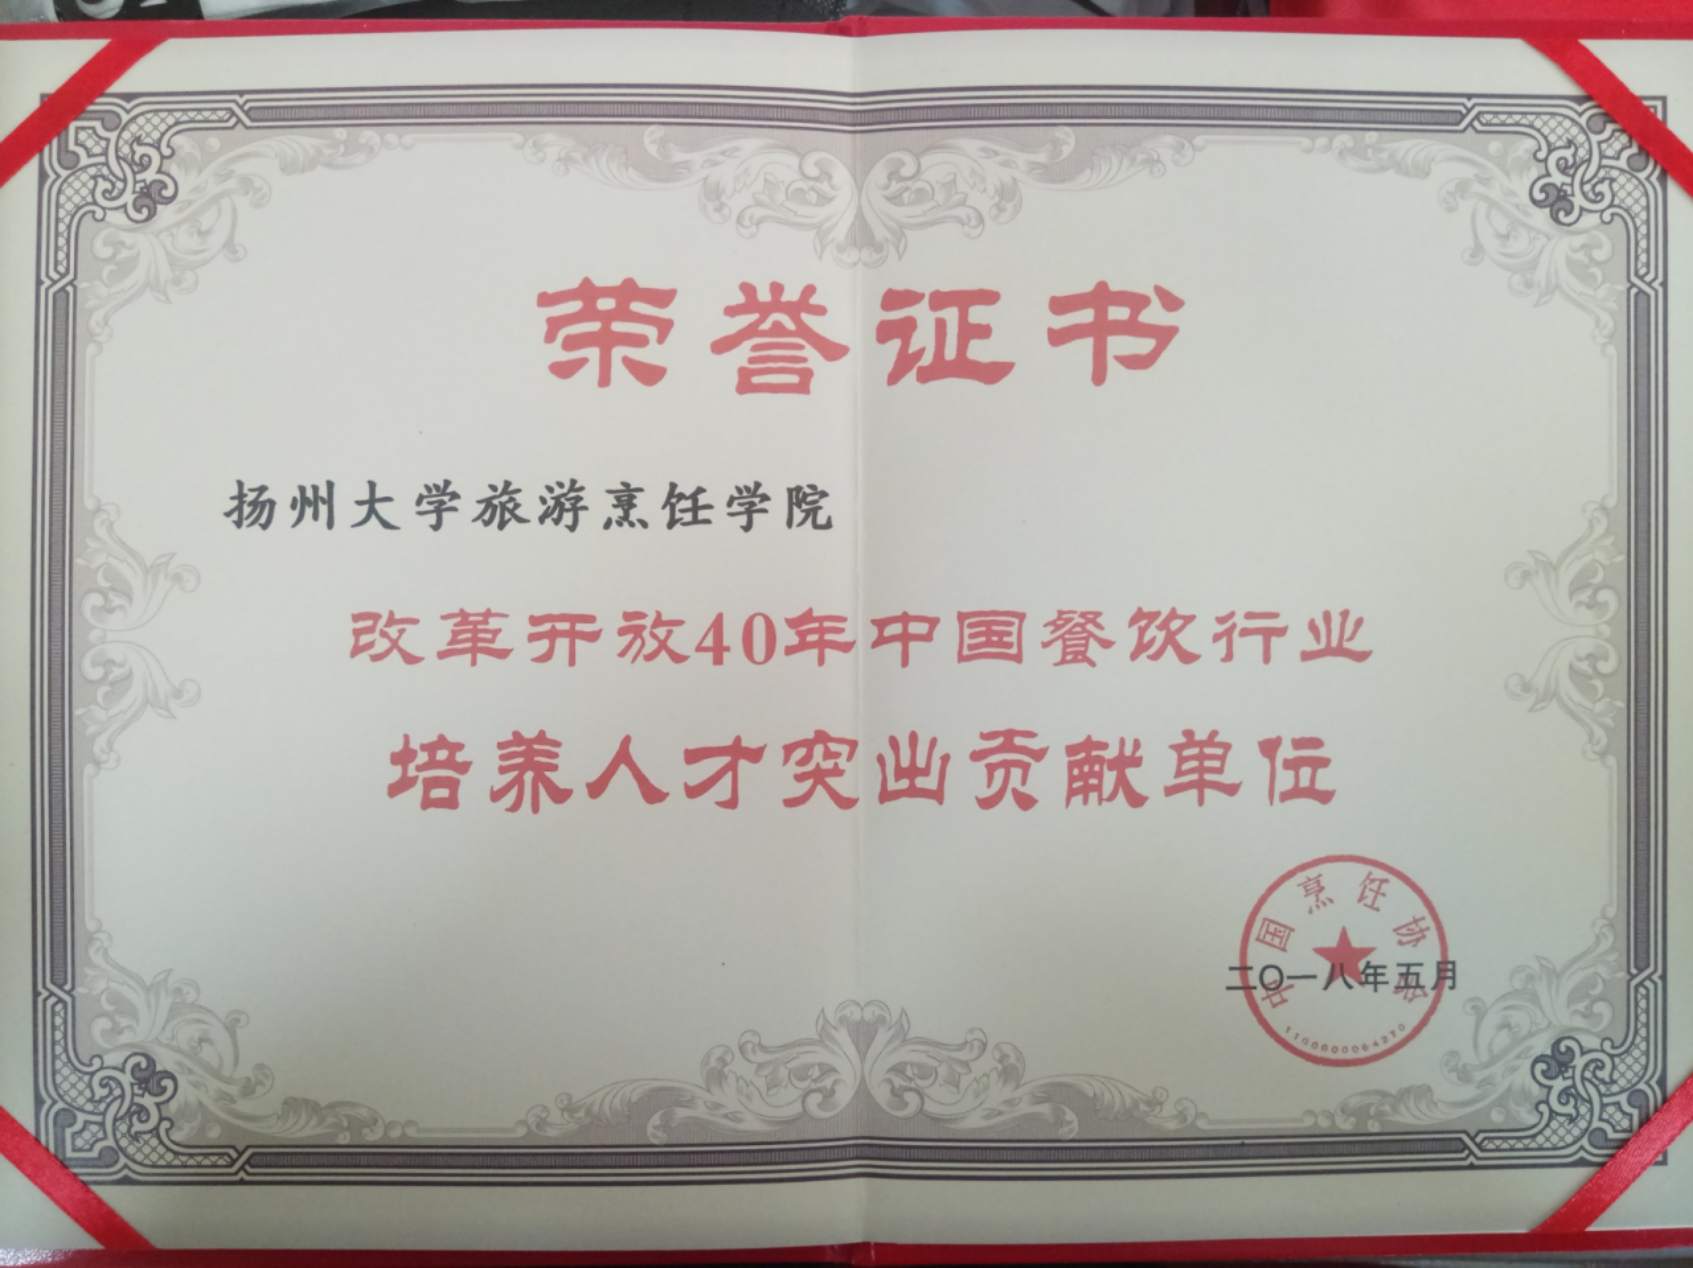 荣誉证书
扬州大学旅游烹饪学院
改革开放40年中国餐饮行业
培养人才突出贡献单位
中国烹饪协会
二〇一八年五月